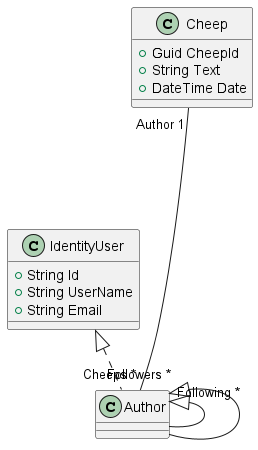 C Cheep
Guid CheepId
String Text
DateTime Date
Author 1
C IdentityUser
String Id
String UserName
String Email
Cheeps *
Followers *
Following *
C Author